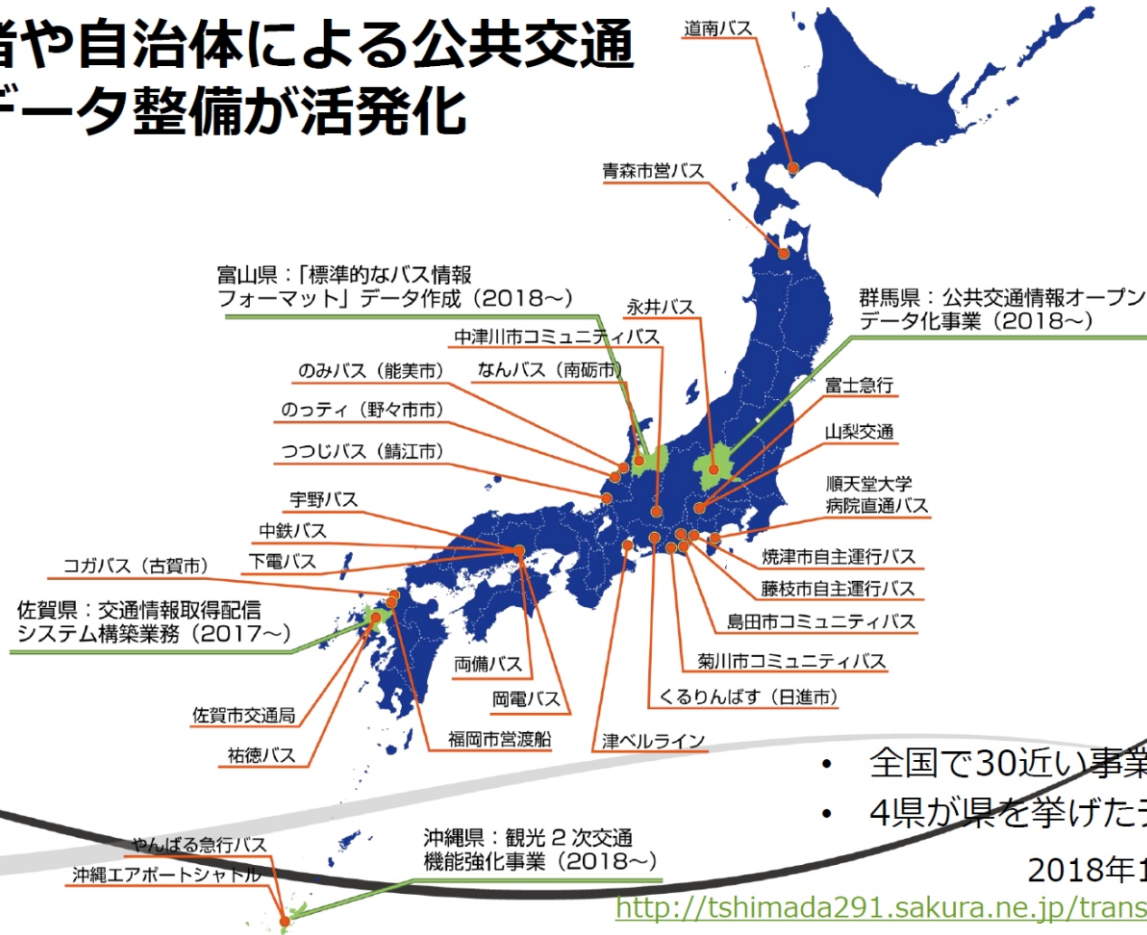 者や自治体による公共交通
データ整備が活発化
道南バス
青森市営バス
富山県：「標準的なバス情報
フォーマット」データ作成（2018～）
永井バス
群馬県：公共交通情報オープン
データ化事業（2018～）
中津川市コミュニティバス
のみバス（能美市）
なんバス（南砺市）
富士急行
のっティ（野々市市）
山梨交通
つつじバス（鯖江市）
順天堂大学
病院直通バス
宇野バス
中鉄バス
下電バス
コガバス（古賀市）
焼津市自主運行バス
藤枝市自主運行バス
佐賀県：交通情報取得配信
システム構築業務（2017～）
島田市コミュニティバス
両備バス
菊川市コミュニティバス
岡電バス
くるりんばす（日進市）
佐賀市交通局
福岡市営渡船
津ベルライン
祐徳バス
• 全国で30近い事業
• 4県が県を挙げたデ
やんばる急行バス
沖縄エアポートシャトル
沖縄県：観光２次交通
機能強化事業（2018～）
2018年1
http://tshimada291.sakura.ne.jp/trans